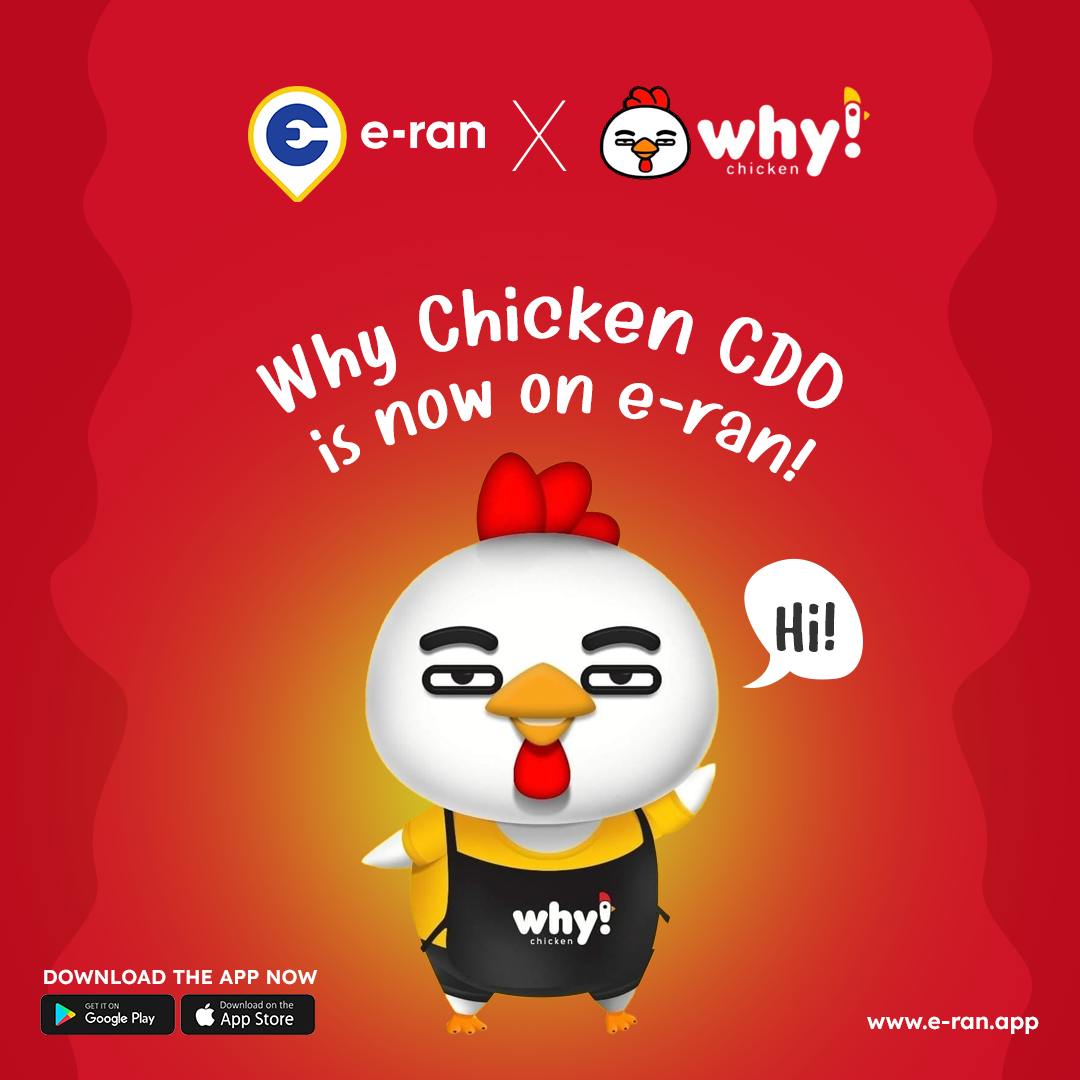 e-ran
why!
chicken
Why Chicken CDO
is now on e-ran!
Hi!
why!
chicken
DOWNLOAD THE APP NOW
GET IT ON
Google Play
Download on the
App Store
www.e-ran.app